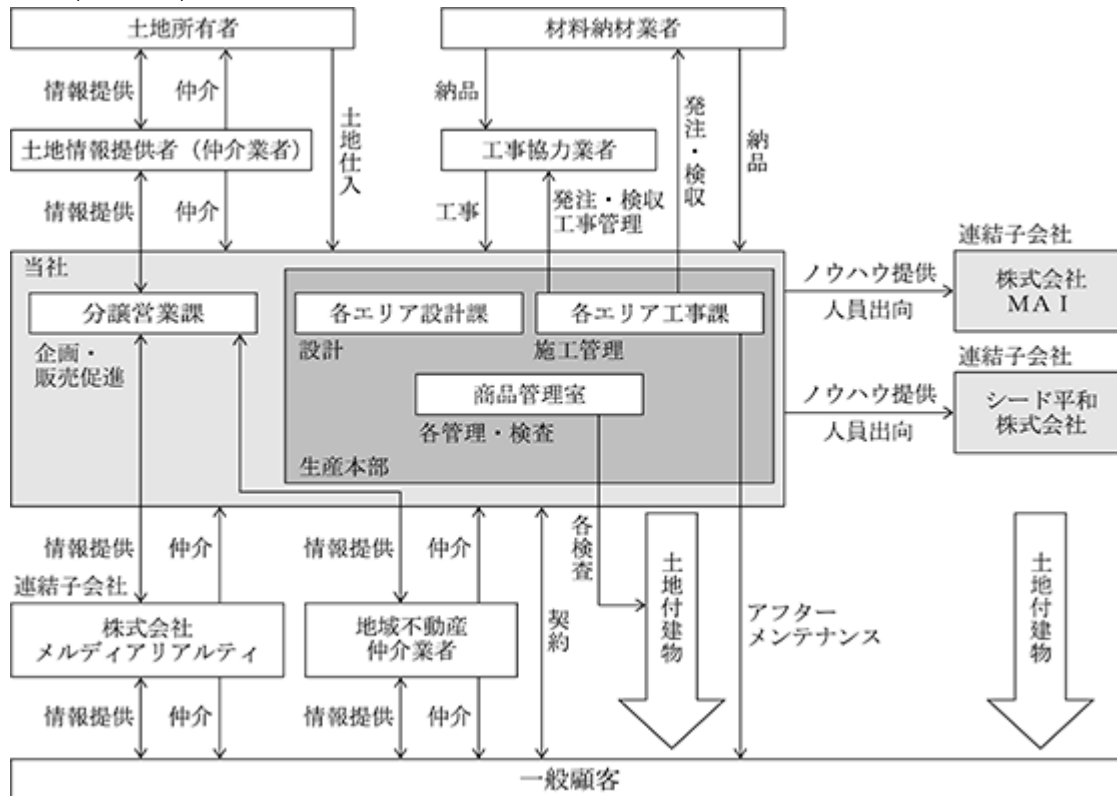 土地所有者
材料納材業者
情報提供
仲介
土地仕入
納品
発注・検収
納品
土地情報提供者（仲介業者）
工事協力業者
情報提供
仲介
工事
発注・検収
工事管理
当社
分譲営業課
企画・
販売促進
各エリア設計課
設計
各エリア工事課
施工管理
商品管理室
各管理・検査
生産本部
ノウハウ提供
人員出向
連結子会社
株式会社
ＭＡＩ
ノウハウ提供
人員出向
連結子会社
シード平和
株式会社
情報提供
仲介
情報提供
仲介
契約
各検査
土地付建物
アフター
メンテナンス
土地付建物
連結子会社
株式会社
メルディアリアルティ
地域不動産
仲介業者
情報提供
仲介
情報提供
仲介
一般顧客